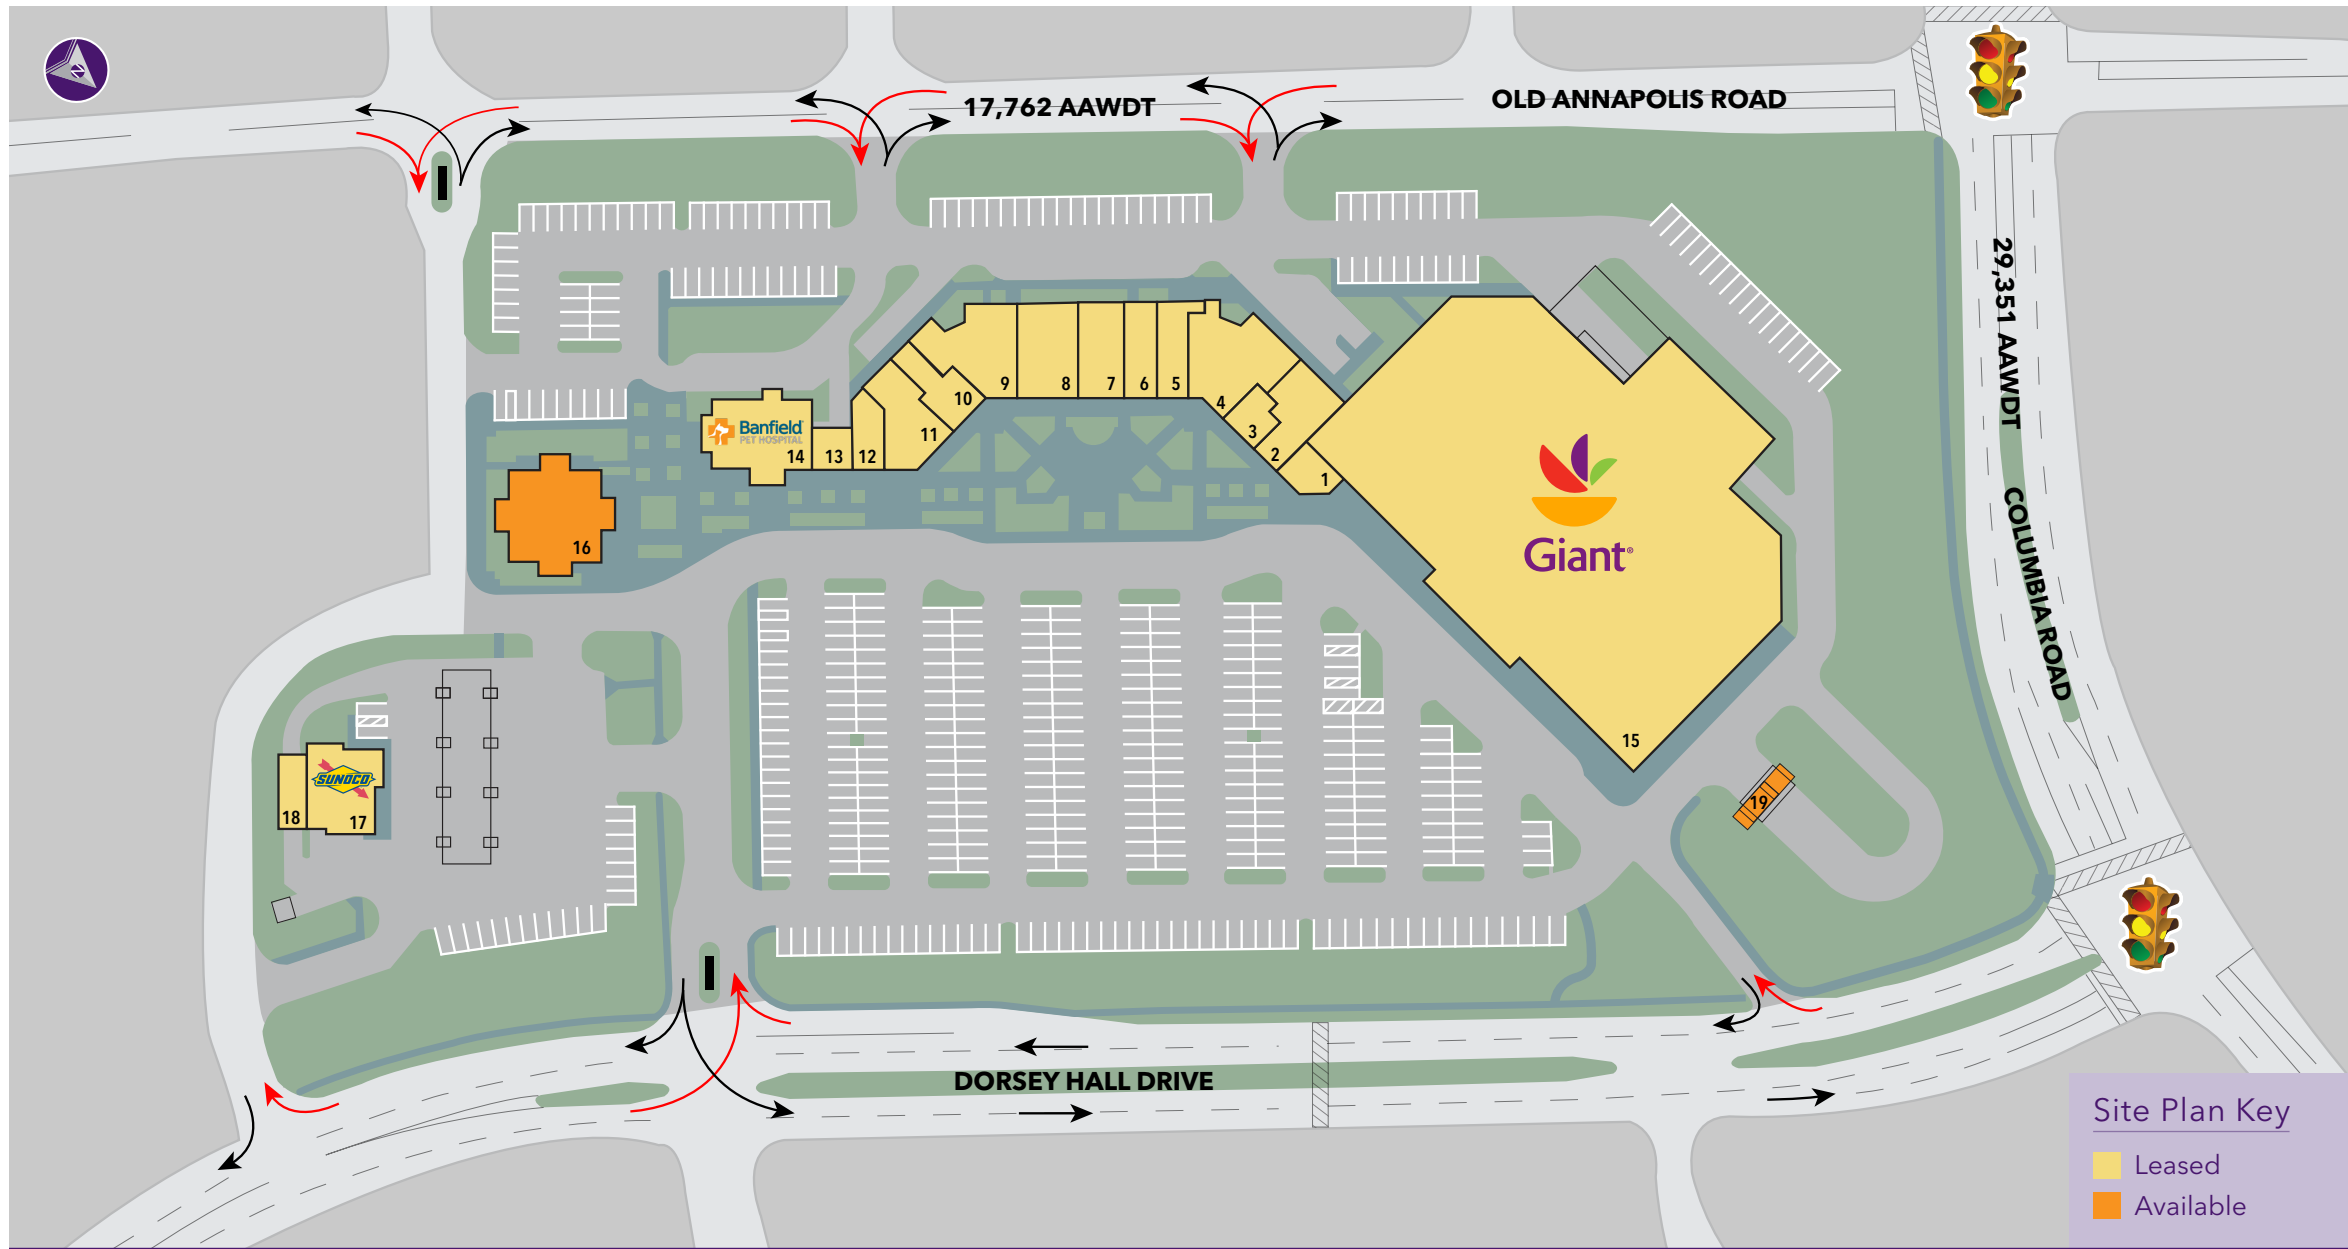 17,762 AAWDT
OLD ANNAPOLIS ROAD
29,351 AAWDT
COLUMBIA ROAD
9
8
7
6
5
10
4
11
3
2
1
Banfield
PET HOSPITAL
14
13
12
16
Giant®
15
SUNOCO
18
17
19
DORSEY HALL DRIVE
Site Plan Key
Leased
Available